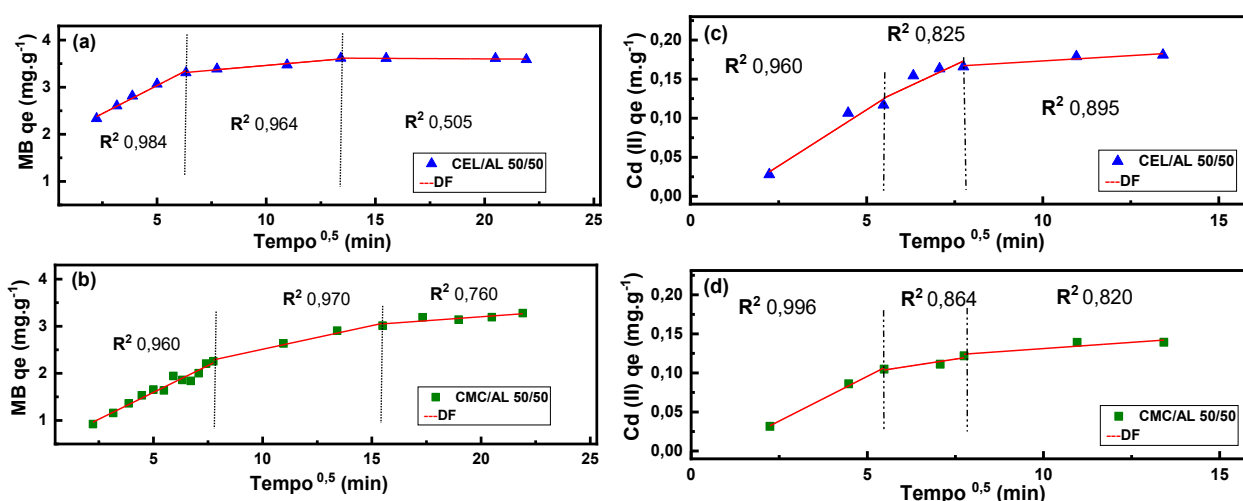 (a)
MB qe (mg.g-1)
4
3
2
1
R² 0,984
R² 0,964
R² 0,505
CEL/AL 50/50
DF
5
10
15
20
25
Tempo 0,5 (min)
(b)
MB qe (mg.g-1)
4
3
2
1
R² 0,960
R² 0,970
R² 0,760
CMC/AL 50/50
DF
5
10
15
20
25
Tempo 0,5 (min)
(c)
Cd (II) qe (mg.g-1)
0,20
0,15
0,10
0,05
0,00
R² 0,960
R² 0,825
R² 0,895
CEL/AL 50/50
DF
0
5
10
15
Tempo 0,5 (min)
(d)
Cd (II) qe (mg.g-1)
0,20
0,15
0,10
0,05
0,00
R² 0,996
R² 0,864
R² 0,820
CMC/AL 50/50
DF
0
5
10
15
Tempo 0,5 (min)